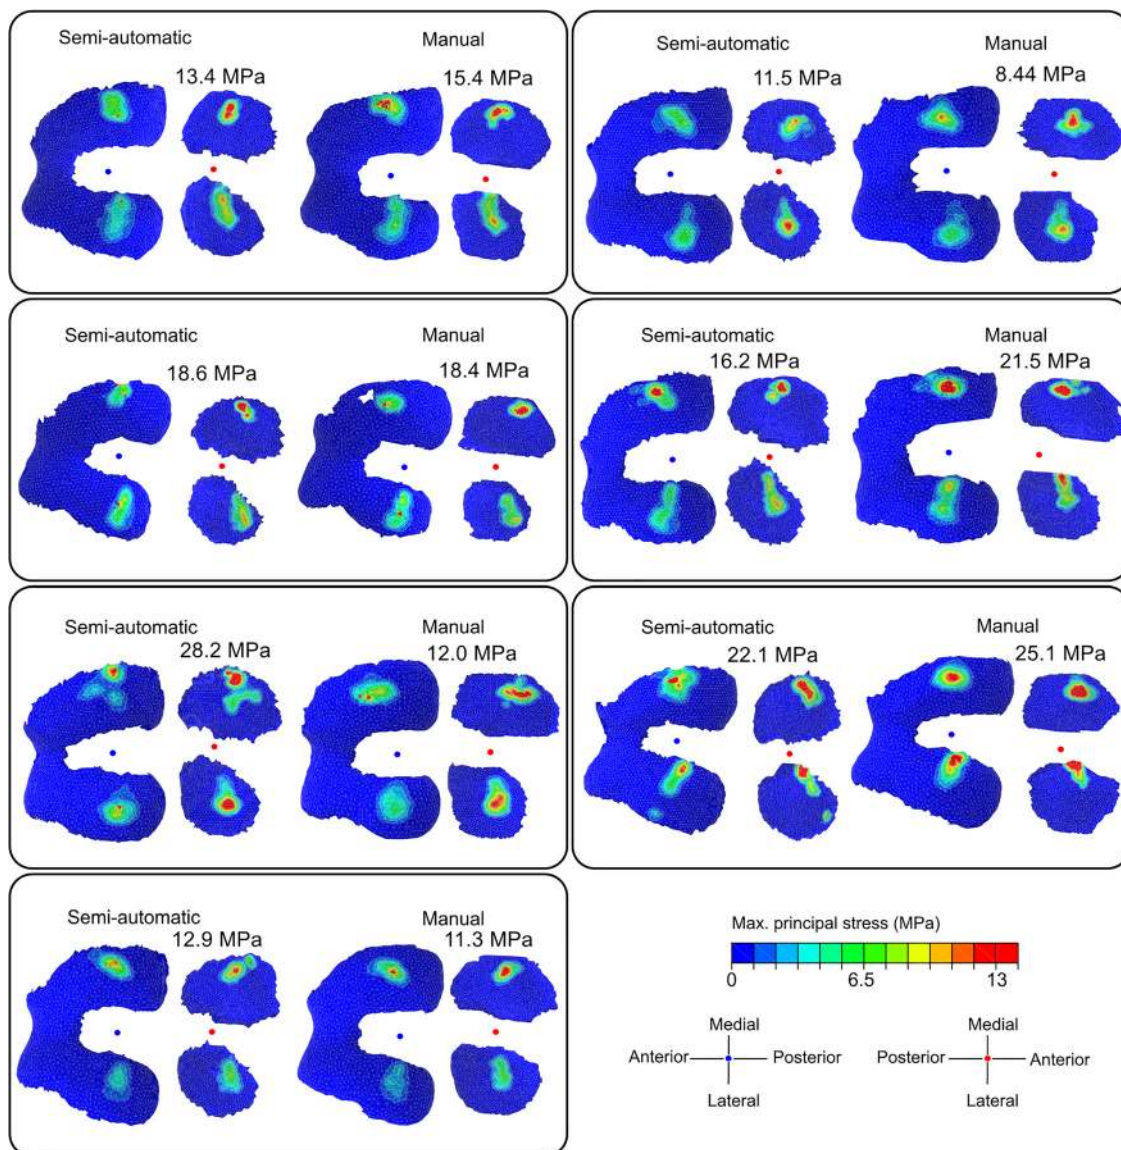 Semi-automatic Manual
13.4 MPa 15.4 MPa
Semi-automatic Manual
11.5 MPa 8.44 MPa
Semi-automatic Manual
18.6 MPa 18.4 MPa
Semi-automatic Manual
16.2 MPa 21.5 MPa
Semi-automatic Manual
28.2 MPa 12.0 MPa
Semi-automatic Manual
22.1 MPa 25.1 MPa
Semi-automatic Manual
12.9 MPa 11.3 MPa
Max. principal stress (MPa)
0 6.5 13
Medial
Anterior Posterior
Lateral
Medial
Posterior Anterior
Lateral